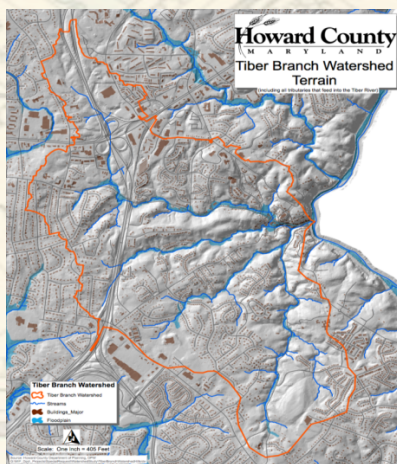 Howard County
MARYLAND
Tiber Branch Watershed
Terrain
(Including all tributaries that feed into the Tiber River)
Tiber Branch Watershed
Tiber Branch Watershed
Streams
Buildings_Major
Floodplain
Scale: One Inch = 405 Feet